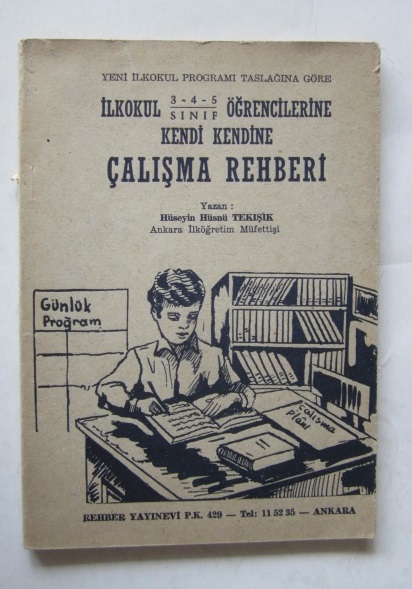 YENİ İLKOKUL PROGRAMI TASLAĞINA GÖRE
İLKOKUL 3-4-5 SINIF ÖĞRENCİLERİNE
KENDİ KENDİNE
ÇALIŞMA REHBERİ
Yazan :
Hüseyin Hüsnü TEKIŞIK
Ankara İlköğretim Müfettişi
Günlük
Proğram
çalışma
planı
REHBER YAYINEVİ P.K. 429 — Tel: 11 52 35 — ANKARA